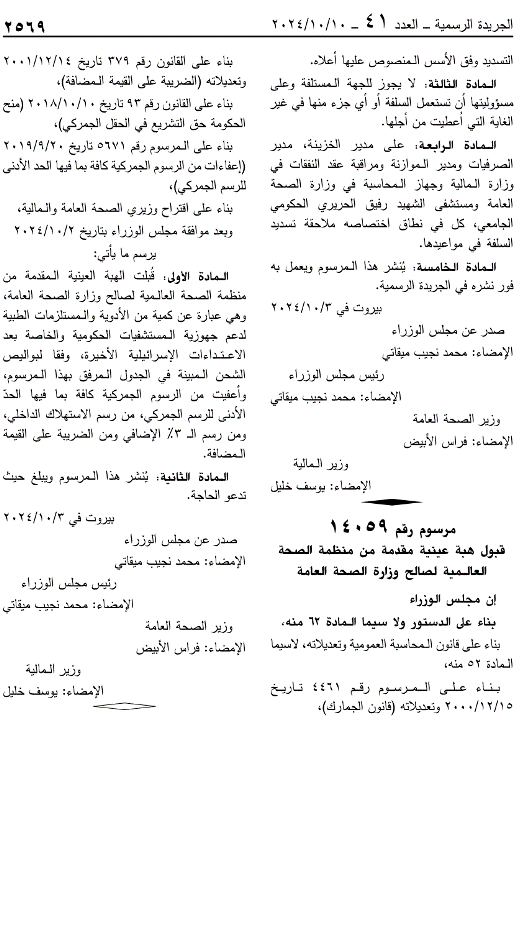 الجريدة الرسمية – العدد ٤١ – ٢٠٢٤/١٠/١٠
٢٥٦٩
التسديد وفق الأسس المنصوص عليها أعلاه.
المادة الثالثة: لا يجوز للجهة المستلفة وعلى
مسؤوليتها أن تستعمل السلفة أو أي جزء منها في غير
الغاية التي أعطيت من أجلها.
المادة الرابعة: على مدير الخزينة، مدير
الصرفيات ومدير الموازنة ومراقبة عقد النفقات في
وزارة المالية وجهاز المحاسبة في وزارة الصحة
العامة ومستشفى الشهيد رفيق الحريري الحكومي
الجامعي، كل في نطاق اختصاصه ملاحقة تسديد
السلفة في مواعيدها.
المادة الخامسة: يُنشر هذا المرسوم ويعمل به
فور نشره في الجريدة الرسمية.
بيروت في ٢٠٢٤/١٠/٣
صدر عن مجلس الوزراء
الإمضاء: محمد نجيب ميقاتي
رئيس مجلس الوزراء
الإمضاء: محمد نجيب ميقاتي
وزير الصحة العامة
الإمضاء: فراس الأبيض
وزير المالية
الإمضاء: يوسف خليل
مرسوم رقم ١٤٠٥٩
قبول هبة عينية مقدمة من منظمة الصحة
العالمية لصالح وزارة الصحة العامة
إن مجلس الوزراء
بناء على الدستور ولا سيما المادة ٦٢ منه،
بناء على قانون المحاسبة العمومية وتعديلاته، لاسيما
المادة ٥٢ منه،
بناء على المرسوم رقم ٤٤٦١ تاريخ
٢٠٠٠/١٢/١٥ وتعديلاته (قانون الجمارك)،
بناء على القانون رقم ٣٧٩ تاريخ ٢٠٠١/١٢/١٤
وتعديلاته (الضريبة على القيمة المضافة)،
بناء على القانون رقم ٩٣ تاريخ ٢٠١٨/١٠/١٠ (منح
الحكومة حق التشريع في الحقل الجمركي)،
بناء على المرسوم رقم ٥٦٧١ تاريخ ٢٠١٩/٩/٢٠
(إعفاءات من الرسوم الجمركية كافة بما فيها الحد الأدنى
للرسم الجمركي)،
بناء على اقتراح وزيري الصحة العامة والمالية،
وبعد موافقة مجلس الوزراء بتاريخ ٢٠٢٤/١٠/٢
يرسم ما يأتي:
المادة الأولى: قُبلت الهبة العينية المقدمة من
منظمة الصحة العالمية لصالح وزارة الصحة العامة،
وهي عبارة عن كمية من الأدوية والمستلزمات الطبية
لدعم جهوزية المستشفيات الحكومية والخاصة بعد
الاعتداءات الإسرائيلية الأخيرة، وفقا لبواليص
الشحن المبينة في الجدول المرفق بهذا المرسوم،
وأعفيت من الرسوم الجمركية كافة بما فيها الحدّ
الأدنى للرسم الجمركي، من رسم الاستهلاك الداخلي،
ومن رسم الـ ٣٪ الإضافي ومن الضريبة على القيمة
المضافة.
المادة الثانية: يُنشر هذا المرسوم ويبلغ حيث
تدعو الحاجة.
بيروت في ٢٠٢٤/١٠/٣
صدر عن مجلس الوزراء
الإمضاء: محمد نجيب ميقاتي
رئيس مجلس الوزراء
الإمضاء: محمد نجيب ميقاتي
وزير الصحة العامة
الإمضاء: فراس الأبيض
وزير المالية
الإمضاء: يوسف خليل